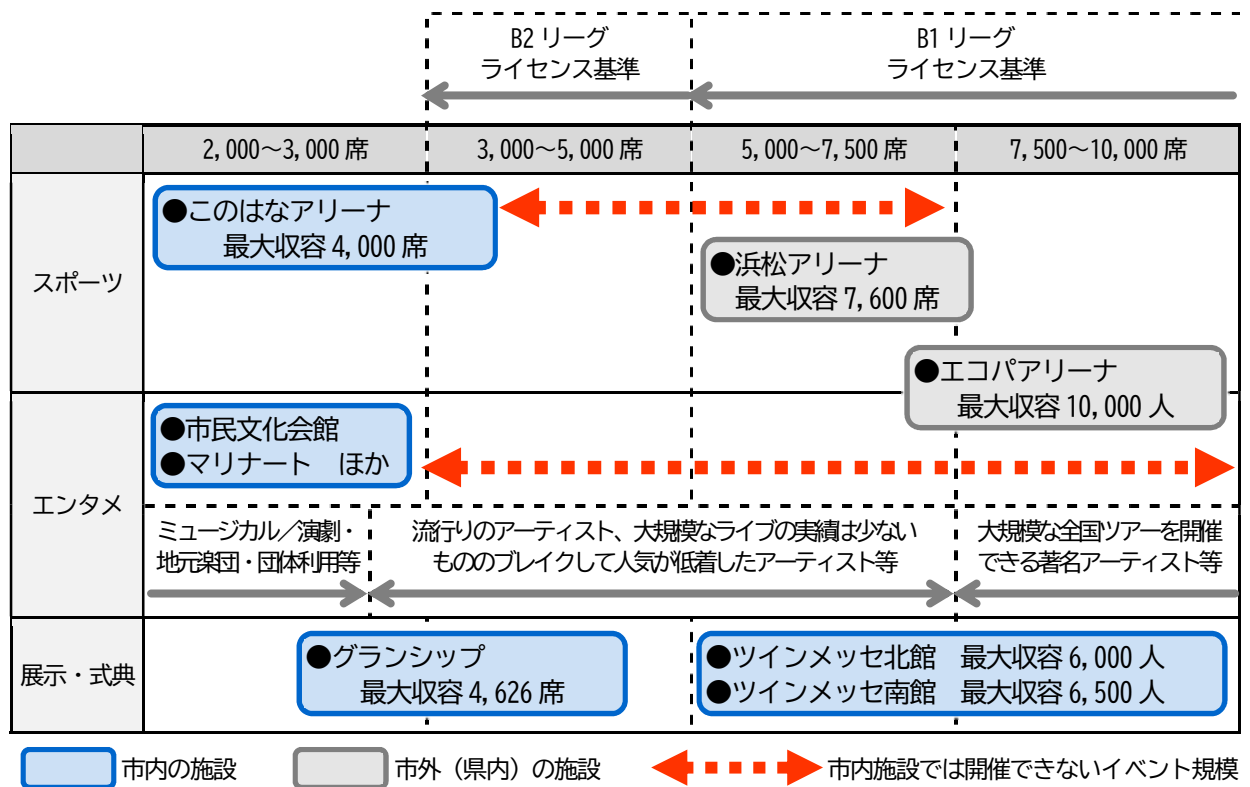 B2 リーグ
ライセンス基準
B1 リーグ
ライセンス基準
2,000～3,000 席
3,000～5,000 席
5,000～7,500 席
7,500～10,000 席
スポーツ
●このはなアリーナ
最大収容 4,000 席
●浜松アリーナ
最大収容 7,600 席
●エコパアリーナ
最大収容 10,000 人
エンタメ
●市民文化会館
●マリナート　ほか
ミュージカル／演劇・
地元楽団・団体利用等
流行りのアーティスト、大規模なライブの実績は少ない
もののブレイクして人気が低着したアーティスト等
大規模な全国ツアーを開催
できる著名アーティスト等
展示・式典
●グランシップ
最大収容 4,626 席
●ツインメッセ北館　最大収容 6,000 人
●ツインメッセ南館　最大収容 6,500 人
市内の施設
市外（県内）の施設
市内施設では開催できないイベント規模